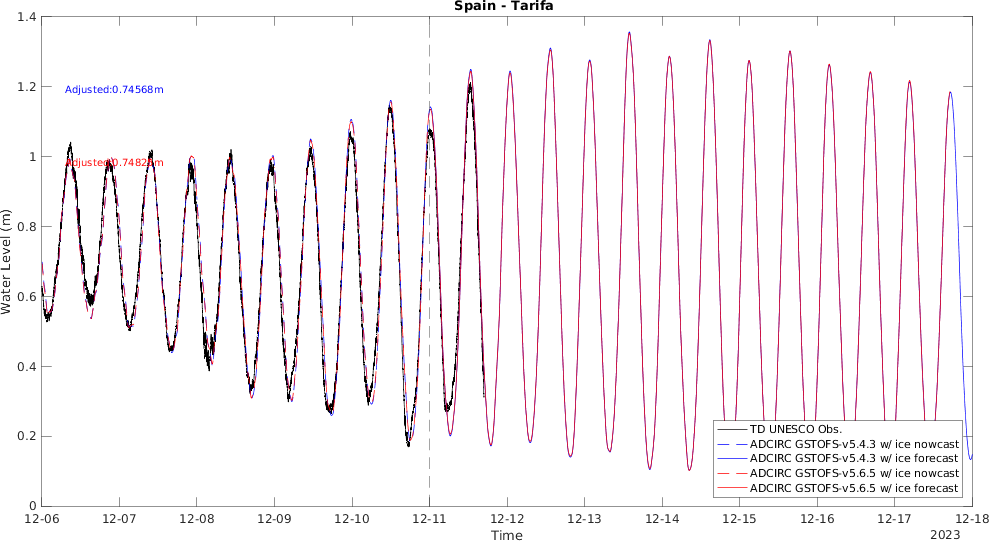 Spain - Tarifa
1.4
1.2
1
0.8
0.6
0.4
0.2
0
Water Level (m)
Adjusted:0.74568m
TD UNESCO Obs.
ADCIRC GSTOFS-v5.4.3 w/ ice nowcast
ADCIRC GSTOFS-v5.4.3 w/ ice forecast
ADCIRC GSTOFS-v5.6.5 w/ ice nowcast
ADCIRC GSTOFS-v5.6.5 w/ ice forecast
12-06 12-07 12-08 12-09 12-10 12-11 12-12 12-13 12-14 12-15 12-16 12-17 12-18
Time
2023